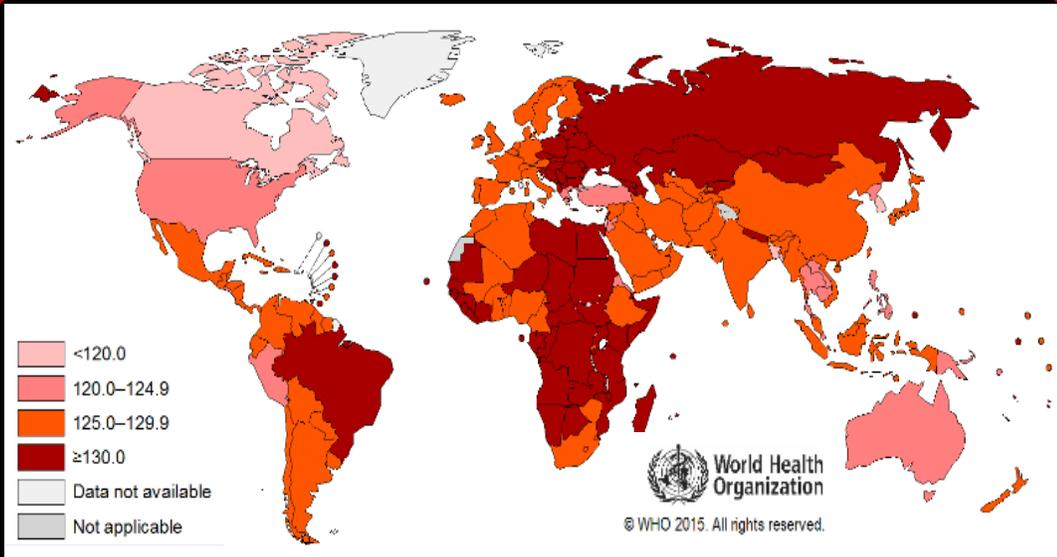 <120.0
120.0–124.9
125.0–129.9
≥130.0
Data not available
Not applicable
World Health
Organization
© WHO 2015. All rights reserved.